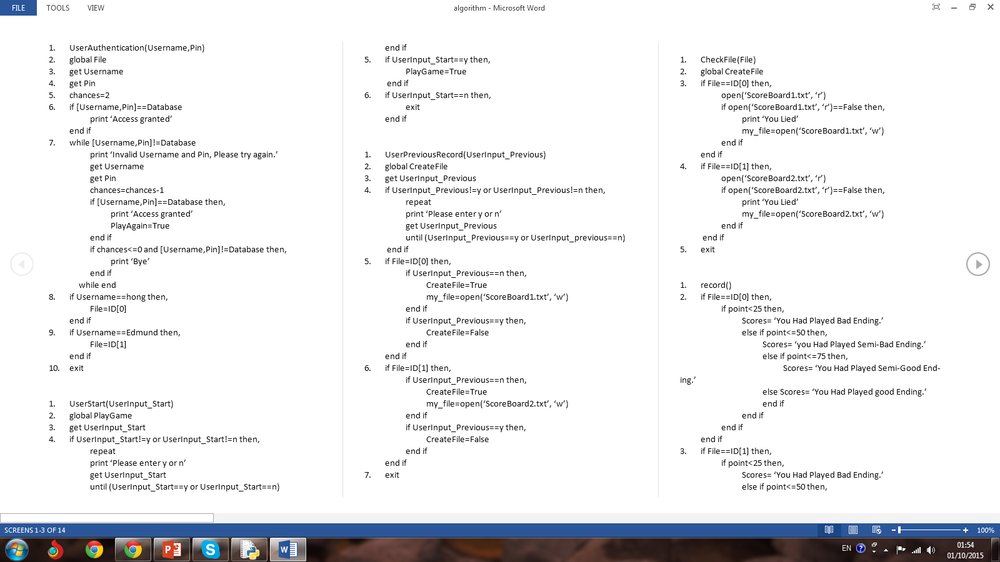 FILE TOOLS VIEW algorithm - Microsoft Word
1. UserAuthentication(Username,Pin)
2. global File
3. get Username
4. get Pin
5. chances=2
6. if [Username,Pin]==Database
print ‘Access granted’
end if
7. while [Username,Pin]!=Database
print ‘Invalid Username and Pin, Please try again.’
get Username
get Pin
chances=chances-1
if [Username,Pin]==Database then,
print ‘Access granted’
PlayAgain=True
end if
if chances<=0 and [Username,Pin]!=Database then,
print ‘Bye’
end if
while end
8. if Username==hong then,
File=ID[0]
end if
9. if Username==Edmund then,
File=ID[1]
end if
10. exit
1. UserStart(UserInput_Start)
2. global PlayGame
3. get UserInput_Start
4. if UserInput_Start!=y or UserInput_Start!=n then,
repeat
print ‘Please enter y or n’
get UserInput_Start
until (UserInput_Start==y or UserInput_Start==n)
end if
5. if UserInput_Start==y then,
PlayGame=True
end if
6. if UserInput_Start==n then,
exit
end if
1. UserPreviousRecord(UserInput_Previous)
2. global CreateFile
3. get UserInput_Previous
4. if UserInput_Previous!=y or UserInput_Previous!=n then,
repeat
print ‘Please enter y or n’
get UserInput_Previous
until (UserInput_Previous==y or UserInput_previous==n)
end if
5. if File=ID[0] then,
if UserInput_Previous==n then,
CreateFile=True
my_file=open(‘ScoreBoard1.txt’, ‘w’)
end if
if UserInput_Previous==y then,
CreateFile=False
end if
end if
6. if File=ID[1] then,
if UserInput_Previous==n then,
CreateFile=True
my_file=open(‘ScoreBoard2.txt’, ‘w’)
end if
if UserInput_Previous==y then,
CreateFile=False
end if
end if
7. exit
1. CheckFile(File)
2. global CreateFile
3. if File==ID[0] then,
open(‘ScoreBoard1.txt’, ‘r’)
if open(‘ScoreBoard1.txt’, ‘r’)==False then,
print ‘You Lied’
my_file=open(‘ScoreBoard1.txt’, ‘w’)
end if
end if
4. if File==ID[1] then,
open(‘ScoreBoard2.txt’, ‘r’)
if open(‘ScoreBoard2.txt’, ‘r’)==False then,
print ‘You Lied’
my_file=open(‘ScoreBoard2.txt’, ‘w’)
end if
end if
5. exit
1. record()
2. if File==ID[0] then,
if point<25 then,
Scores= ‘You Had Played Bad Ending.’
else if point<=50 then,
Scores= ‘you Had Played Semi-Bad Ending.’
else if point<=75 then,
Scores= ‘You Had Played Semi-Good End-
ing.’
else Scores= ‘You Had Played good Ending.’
end if
end if
end if
end if
3. if File==ID[1] then,
if point<25 then,
Scores= ‘You Had Played Bad Ending.’
else if point<=50 then,
SCREENS 1-3 OF 14 100%
EN 01:54
01/10/2015